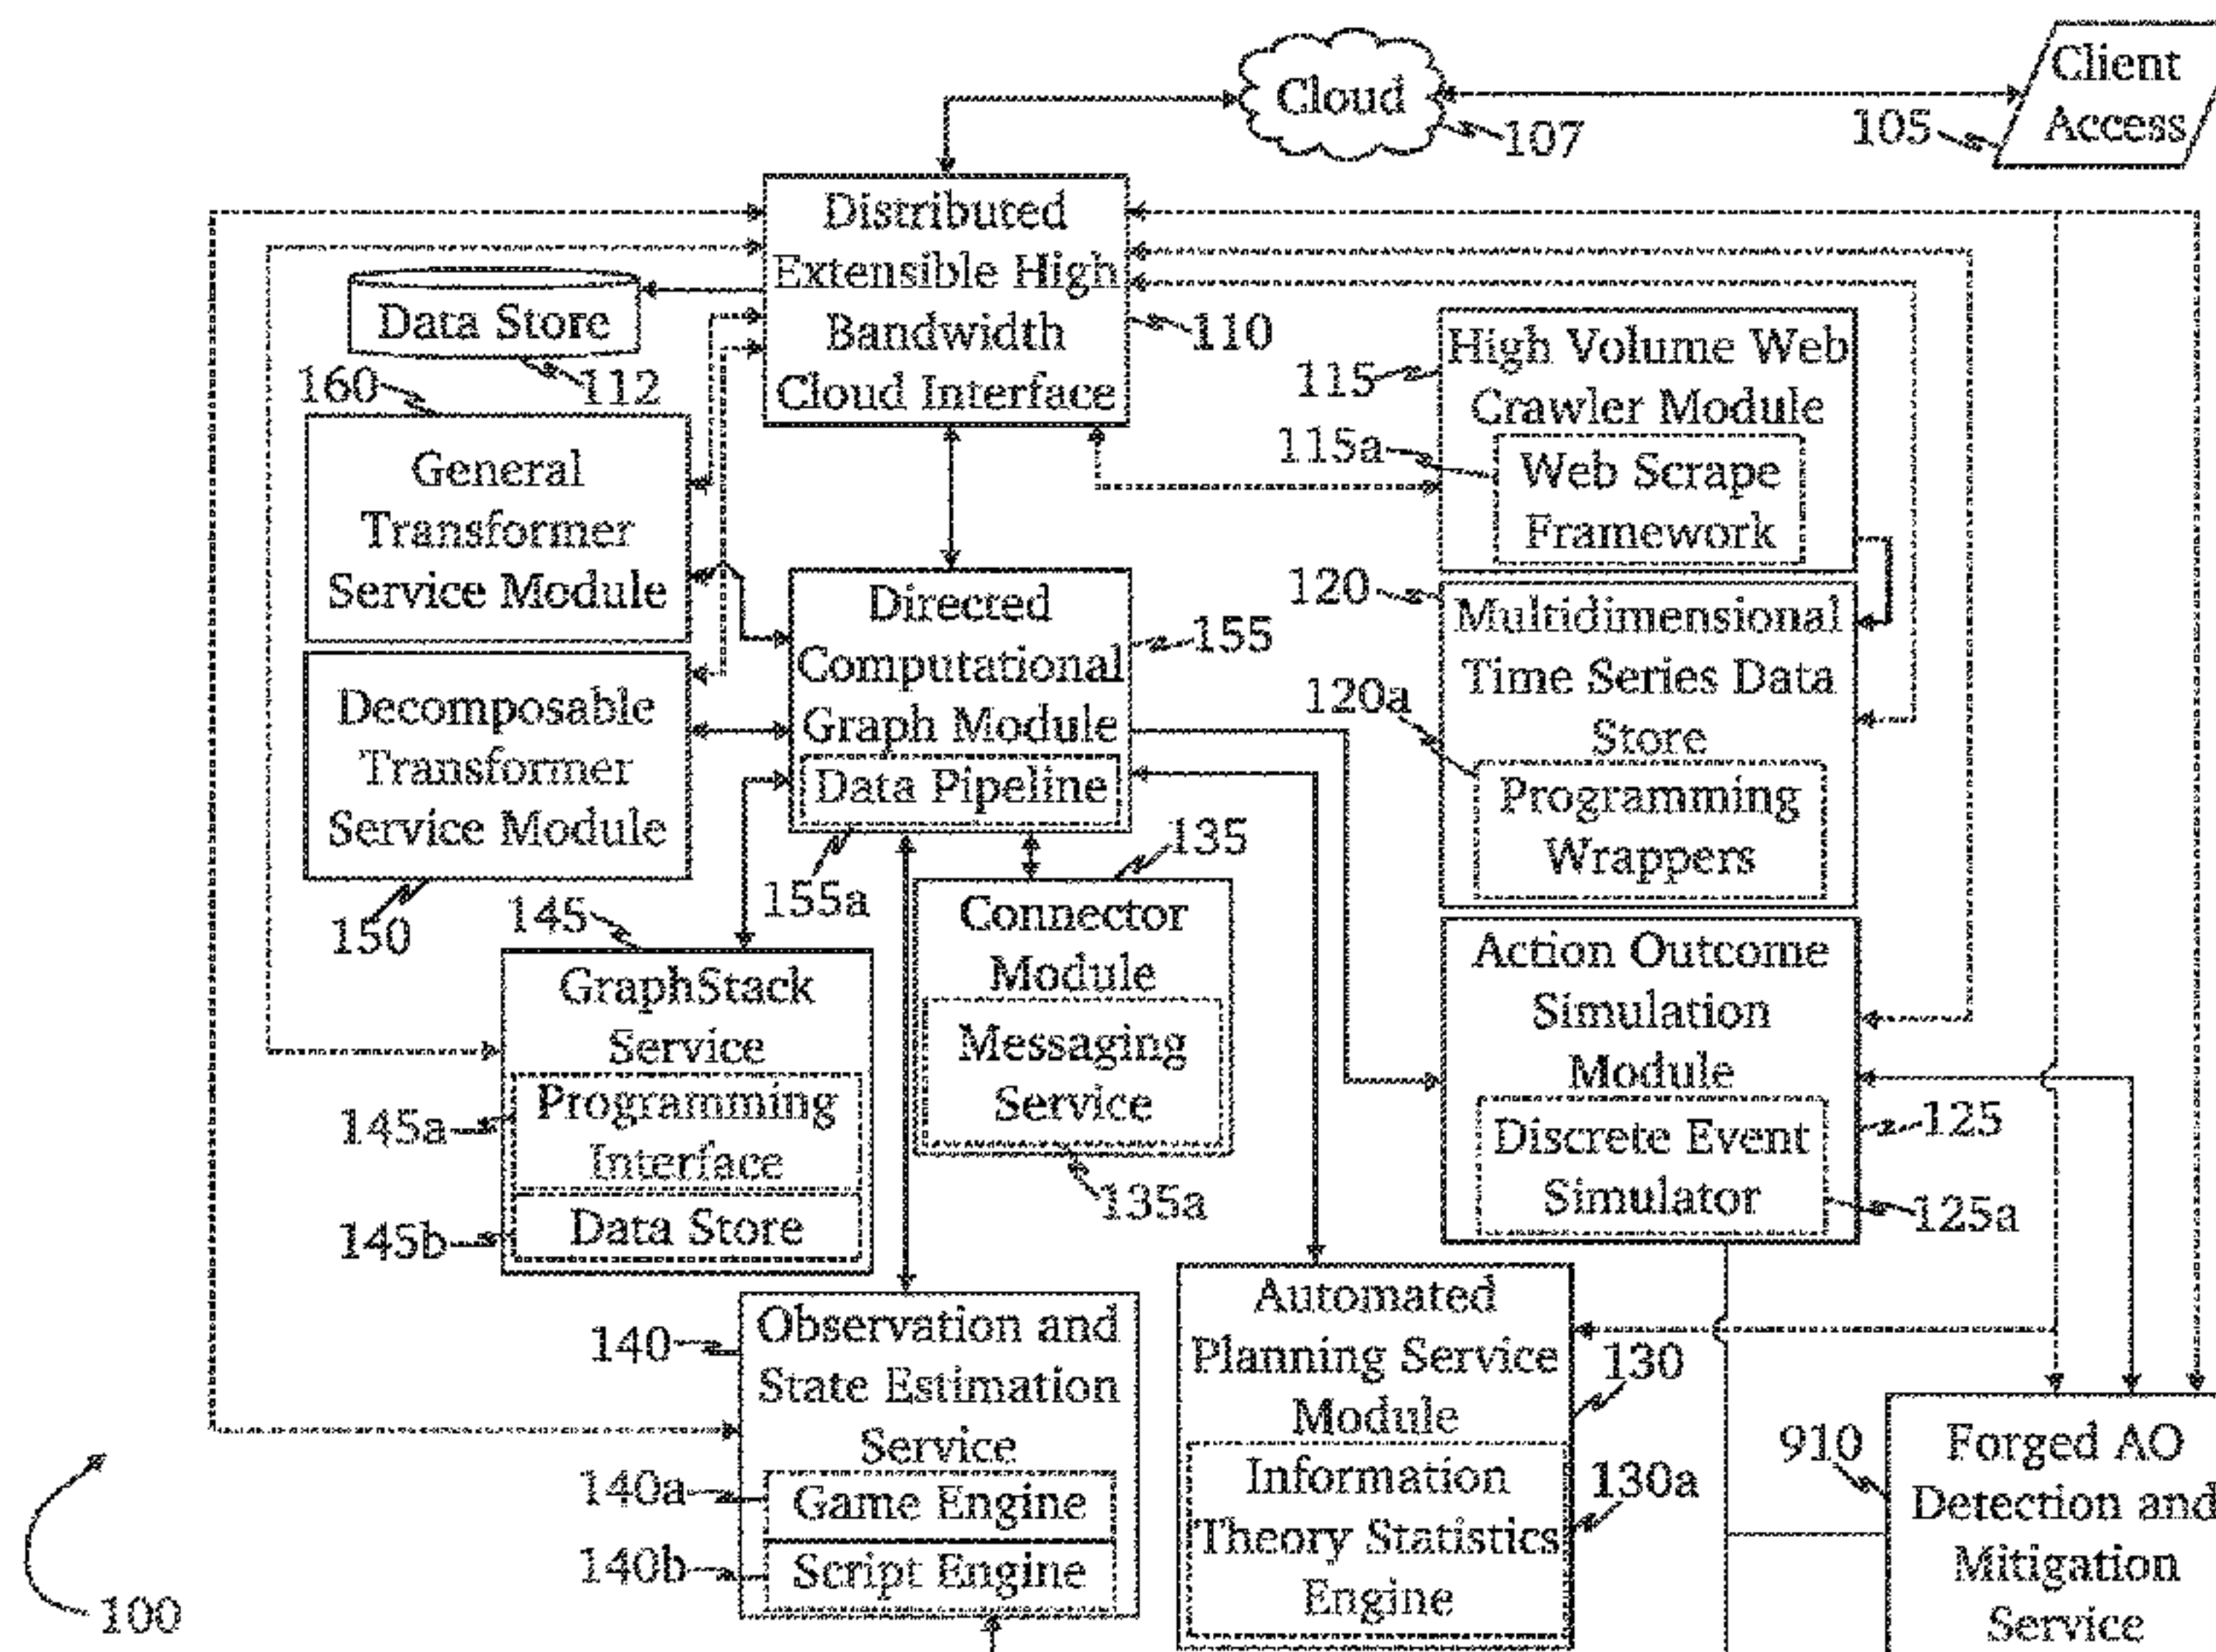 Cloud
107
Client
Access
105
Distributed
Extensible High
Bandwidth
Cloud Interface
110
Data Store
112
160
General
Transformer
Service Module
Decomposable
Transformer
Service Module
150
Directed
Computational
Graph Module
Data Pipeline
155
155a
High Volume Web
Crawler Module
115
115a
Web Scrape
Framework
120
Multidimensional
Time Series Data
Store
120a
Programming
Wrappers
135
Connector
Module
Messaging
Service
135a
145
GraphStack
Service
145a
Programming
Interface
145b
Data Store
Action Outcome
Simulation
Module
125
Discrete Event
Simulator
125a
140
Observation and
State Estimation
Service
140a
Game Engine
140b
Script Engine
Automated
Planning Service
Module
130
Information
Theory Statistics
Engine
130a
910
Forged AO
Detection and
Mitigation
Service
100